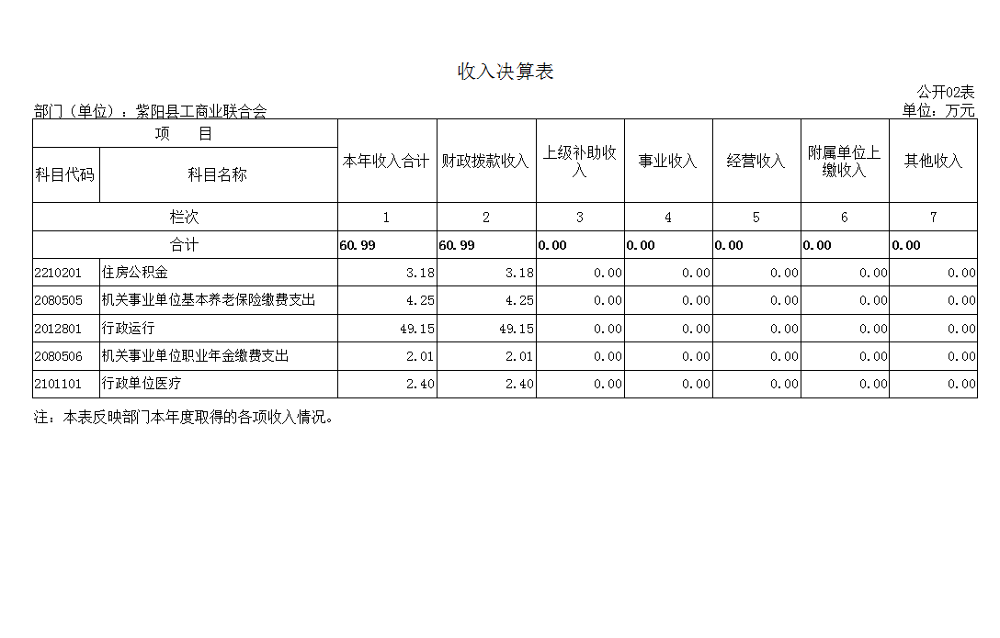 收入决算表
公开02表
部门（单位）：紫阳县工商业联合会 单位：万元
项 目 本年收入合计 财政拨款收入 上级补助收入 事业收入 经营收入 附属单位上缴收入 其他收入
科目代码 科目名称
栏次 1 2 3 4 5 6 7
合计 60.99 60.99 0.00 0.00 0.00 0.00 0.00
2210201 住房公积金 3.18 3.18 0.00 0.00 0.00 0.00 0.00
2080505 机关事业单位基本养老保险缴费支出 4.25 4.25 0.00 0.00 0.00 0.00 0.00
2012801 行政运行 49.15 49.15 0.00 0.00 0.00 0.00 0.00
2080506 机关事业单位职业年金缴费支出 2.01 2.01 0.00 0.00 0.00 0.00 0.00
2101101 行政单位医疗 2.40 2.40 0.00 0.00 0.00 0.00 0.00
注：本表反映部门本年度取得的各项收入情况。